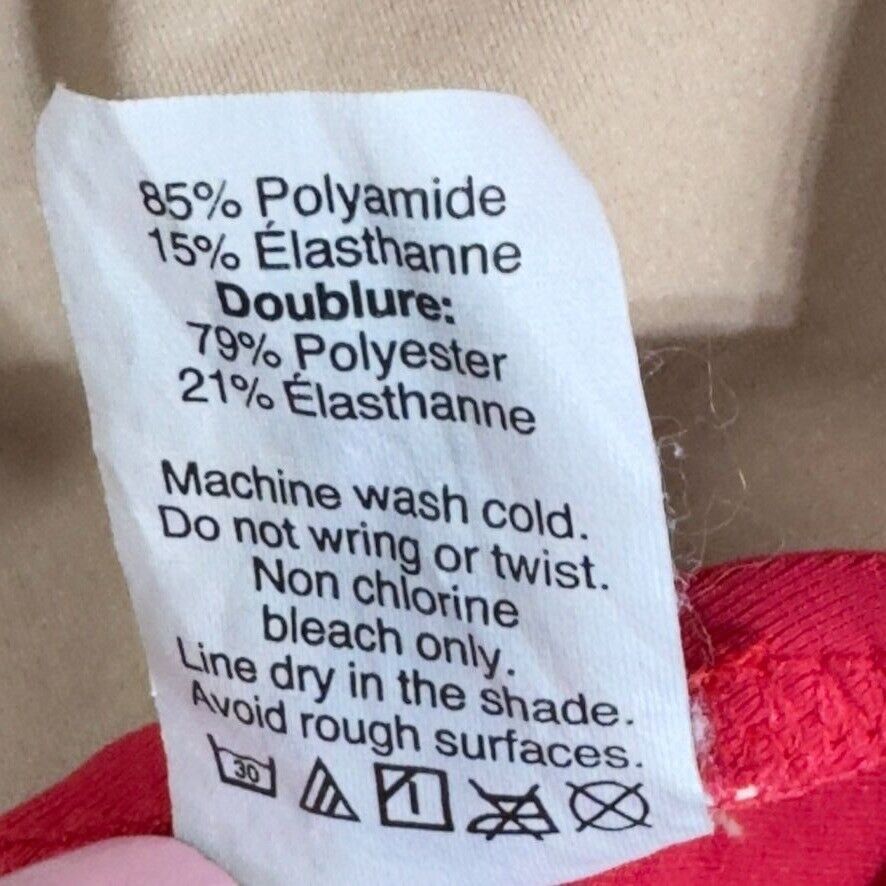 85% Polyamide
15% Élasthanne
Doublure:
79% Polyester
21% Élasthanne
Machine wash cold.
Do not wring or twist.
Non chlorine
bleach only.
Line dry in the shade.
Avoid rough surfaces.
30